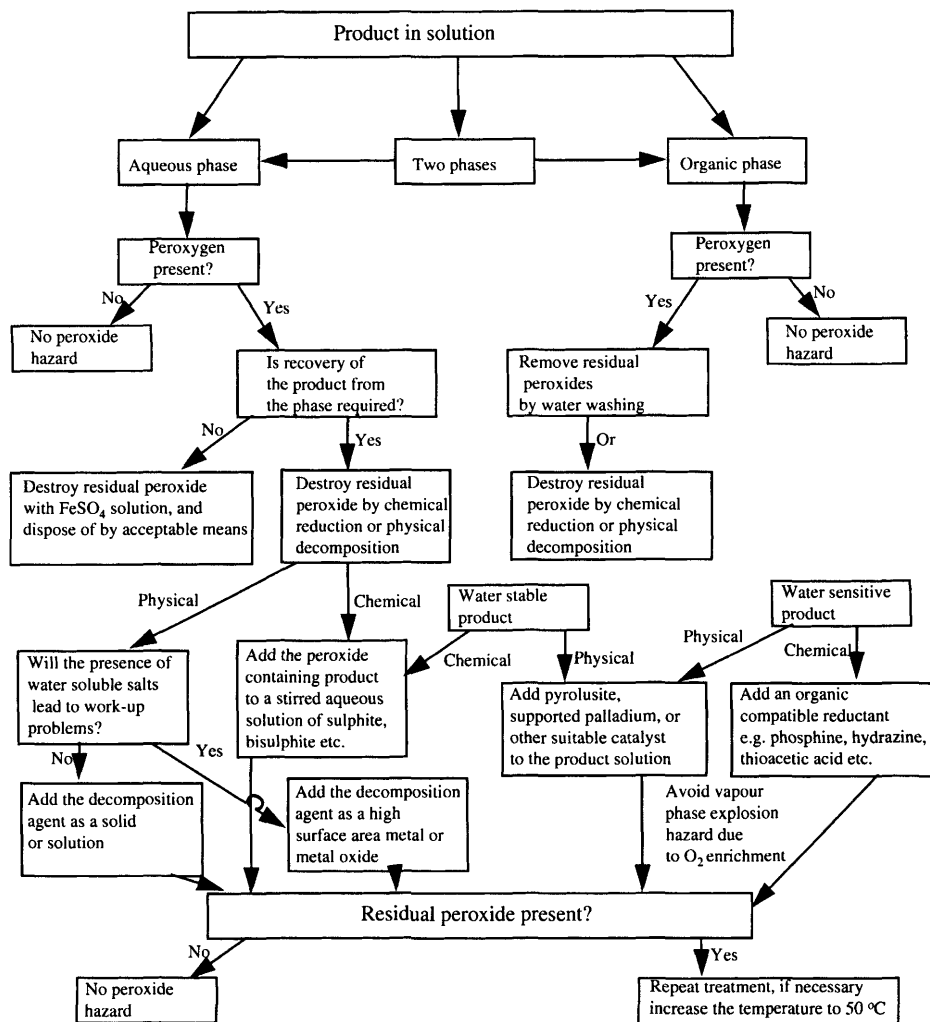 Product in solution
Aqueous phase
Two phases
Organic phase
Peroxygen
present?
Peroxygen
present?
No
Yes
Yes
No
No peroxide
hazard
Is recovery of
the product from
the phase required?
Remove residual
peroxides
by water washing
No peroxide
hazard
No
Yes
Or
Destroy residual peroxide
with FeSO4 solution, and
dispose of by acceptable means
Destroy residual
peroxide by chemical
reduction or physical
decomposition
Destroy residual
peroxide by chemical
reduction or physical
decomposition
Physical
Chemical
Water stable
product
Water sensitive
product
Chemical
Physical
Physical
Chemical
Will the presence of
water soluble salts
lead to work-up
problems?
Add the peroxide
containing product
to a stirred aqueous
solution of sulphite,
bisulphite etc.
Add pyrolusite,
supported palladium, or
other suitable catalyst
to the product solution
Add an organic
compatible reductant
e.g. phosphine, hydrazine,
thioacetic acid etc.
No
Yes
Add the decomposition
agent as a solid
or solution
Add the decomposition
agent as a high
surface area metal or
metal oxide
Avoid vapour
phase explosion
hazard due
to O2 enrichment
Residual peroxide present?
No
Yes
No peroxide
hazard
Repeat treatment, if necessary
increase the temperature to 50 °C